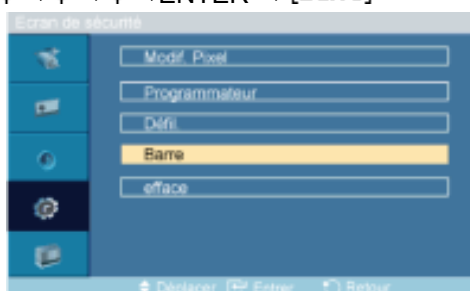 Ecran de sécurité
Modif. Pixel
Programmateur
Défil.
Barre
efface
Déplacer Entrer Retour